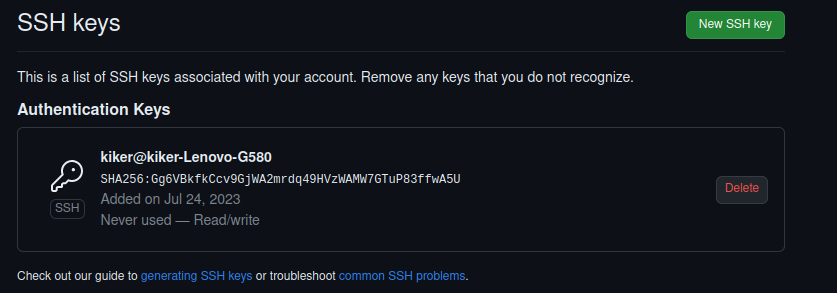 SSH keys
New SSH key
This is a list of SSH keys associated with your account. Remove any keys that you do not recognize.
Authentication Keys
kiker@kiker-Lenovo-G580
SHA256:Gg6VBkfkCcv9GjWA2mrdq49HVzWAMW7GTuP83ffwA5U
SSH
Added on Jul 24, 2023
Never used — Read/write
Delete
Check out our guide to generating SSH keys or troubleshoot common SSH problems.